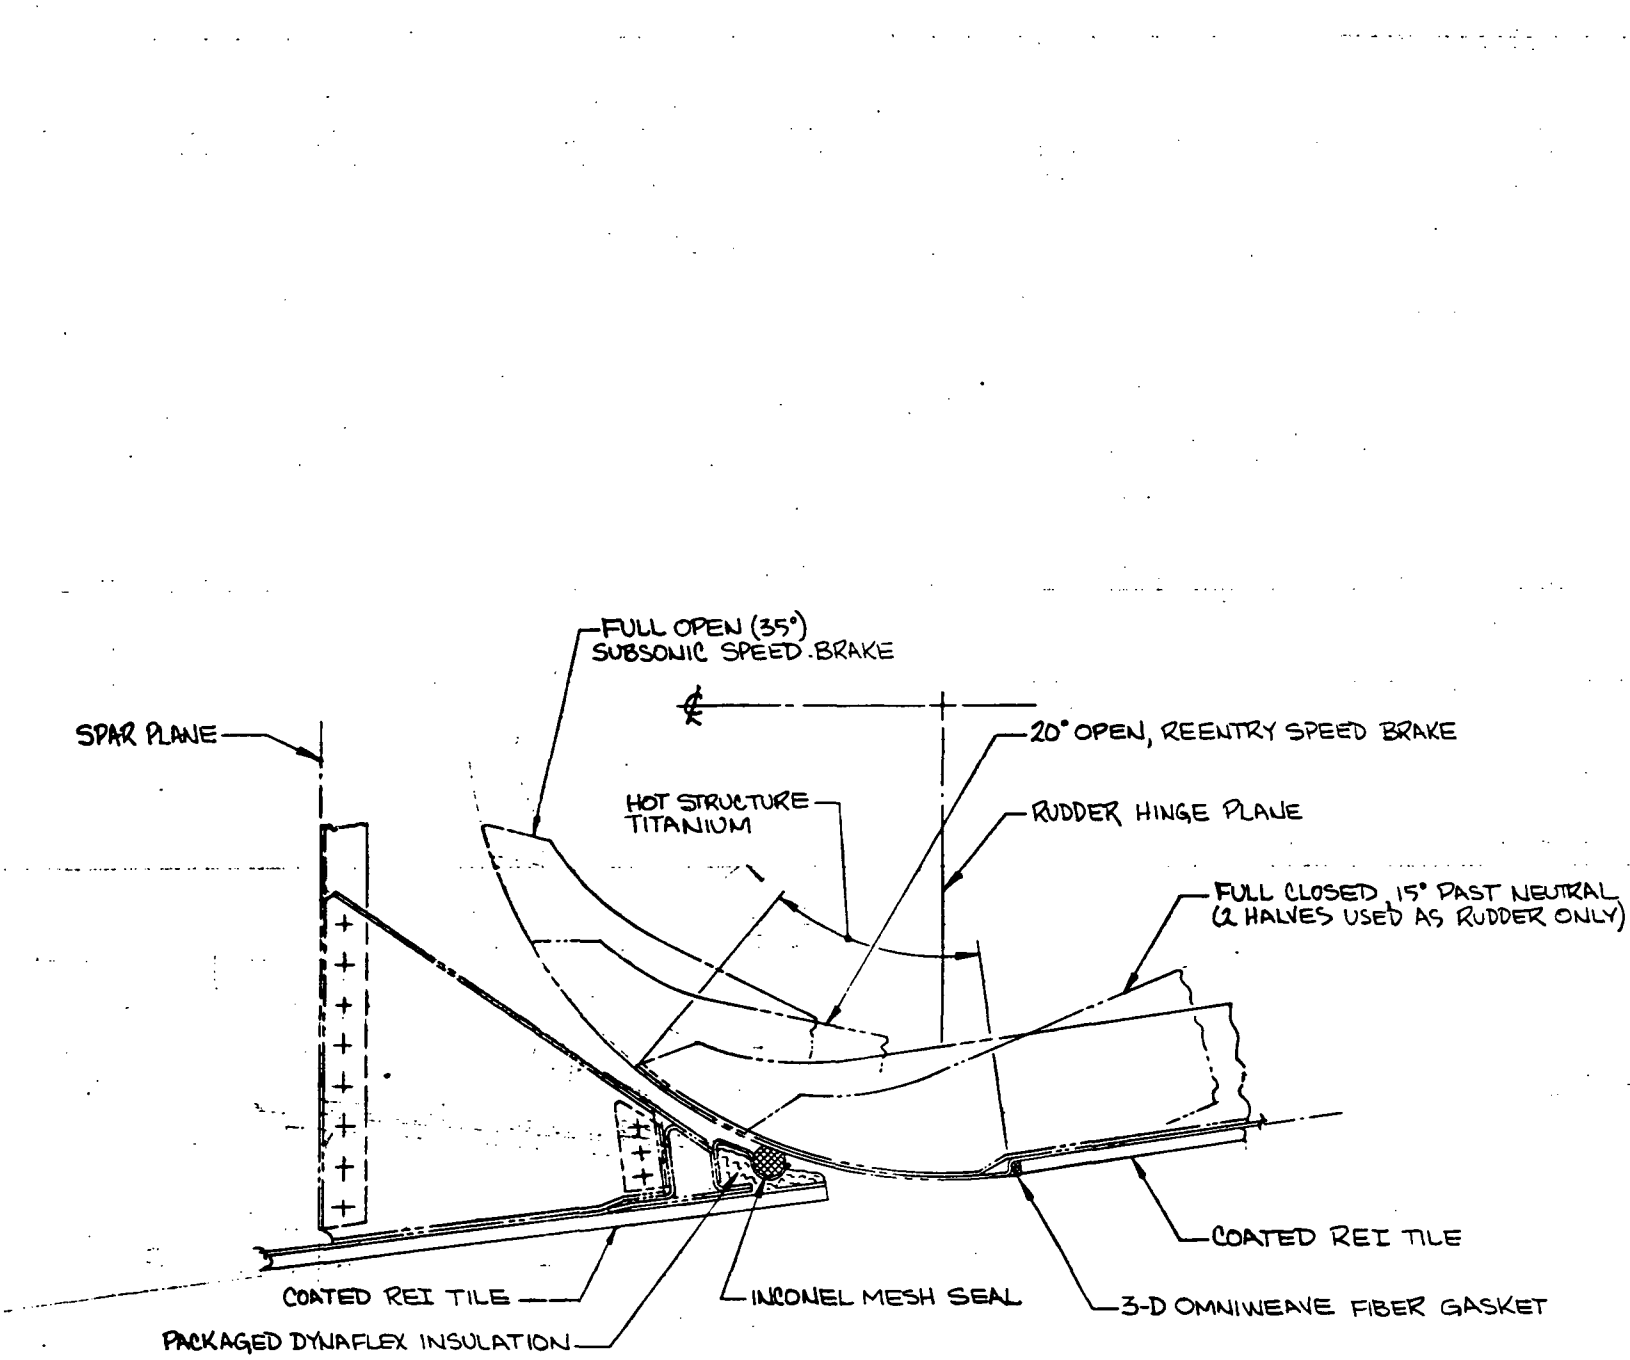 FULL OPEN (35°)
SUBSONIC SPEED BRAKE
℄
SPAR PLANE
20° OPEN, REENTRY SPEED BRAKE
HOT STRUCTURE
TITANIUM
RUDDER HINGE PLANE
FULL CLOSED, 15° PAST NEUTRAL
(2 HALVES USED AS RUDDER ONLY)
COATED REI TILE
COATED REI TILE
INCONEL MESH SEAL
3-D OMNIWEAVE FIBER GASKET
PACKAGED DYNAFLEX INSULATION